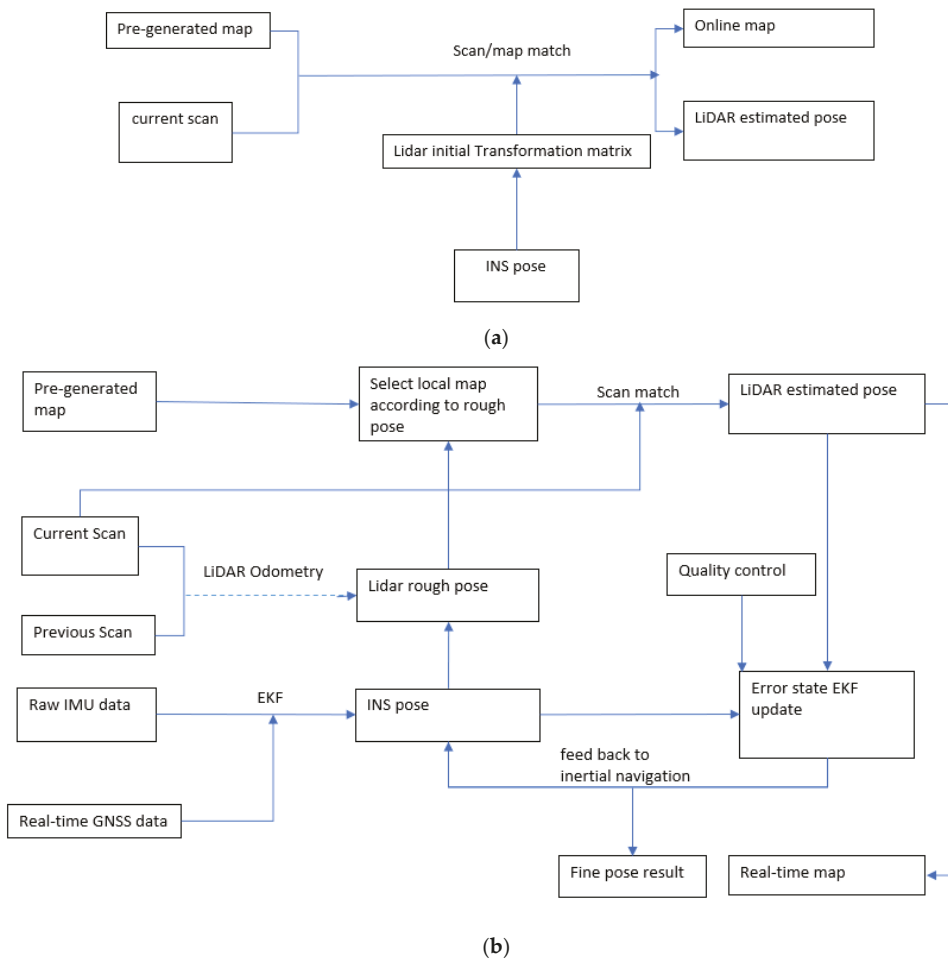 Pre-generated map
Online map
Scan/map match
current scan
LiDAR estimated pose
Lidar initial Transformation matrix
INS pose
(a)
Pre-generated
map
Select local map
according to rough
pose
Scan match
LiDAR estimated pose
Current Scan
LiDAR Odometry
Quality control
Lidar rough pose
Previous Scan
Raw IMU data
EKF
INS pose
Error state EKF
update
feed back to
inertial navigation
Real-time GNSS data
Fine pose result
Real-time map
(b)